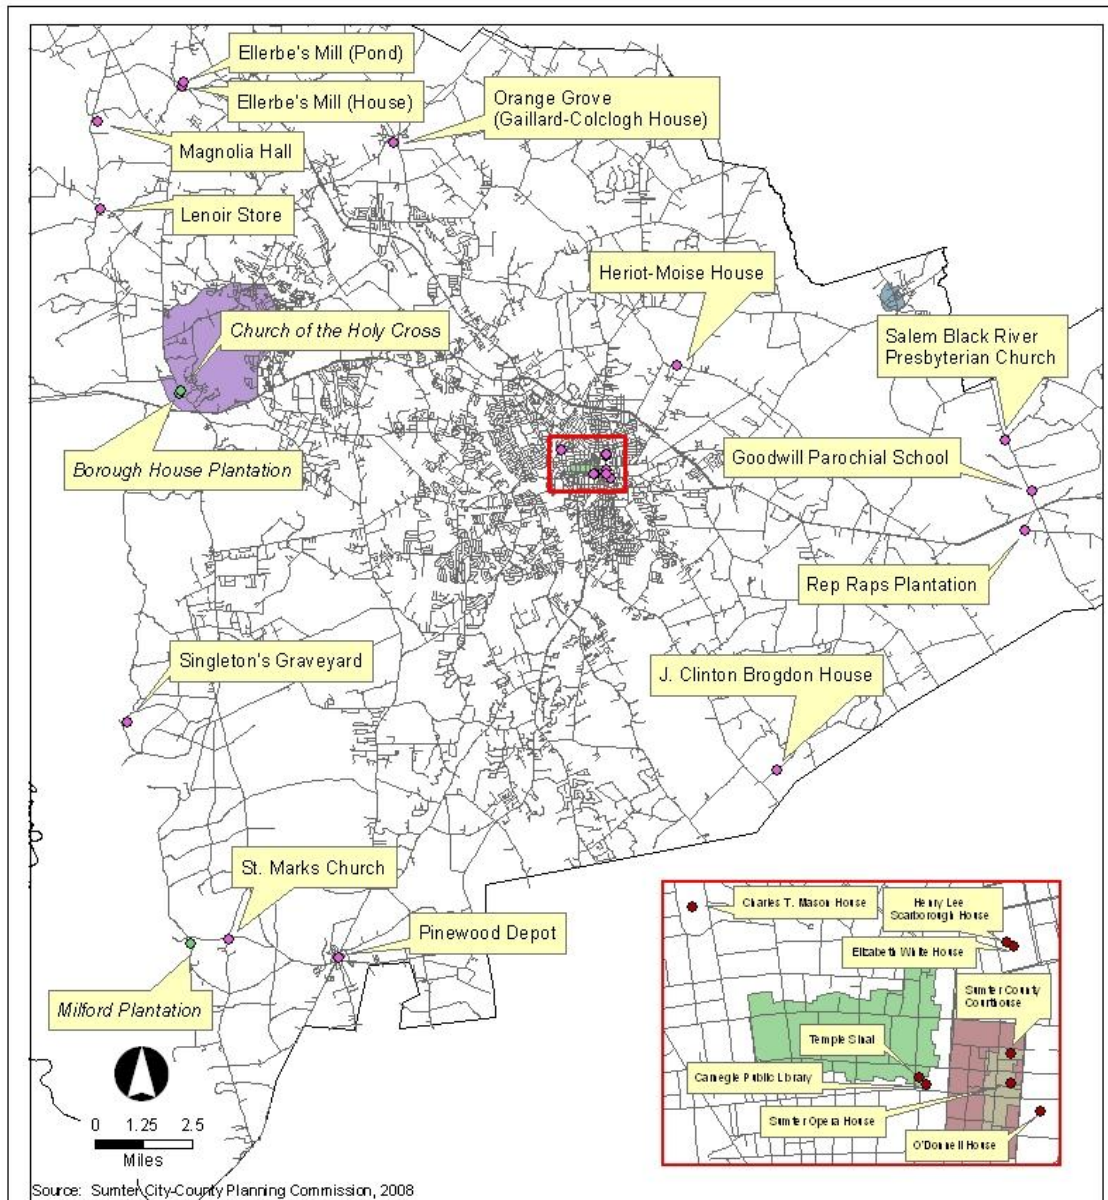 Ellerbe's Mill (Pond)
Ellerbe's Mill (House)
Orange Grove
(Gaillard-Colclogh House)
Magnolia Hall
Lenoir Store
Heriot-Moise House
Church of the Holy Cross
Salem Black River
Presbyterian Church
Borough House Plantation
Goodwill Parochial School
Rep Raps Plantation
Singleton's Graveyard
J. Clinton Brogdon House
St. Marks Church
Pinewood Depot
Milford Plantation
Charles T. Mason House
Henry Lee
Scarborough House
Elizabeth White House
Sumter County
Courthouse
Temple Sinai
Carnegie Public Library
Sumter Opera House
O'Donnell House
0 1.25 2.5
Miles
Source: Sumter City-County Planning Commission, 2008